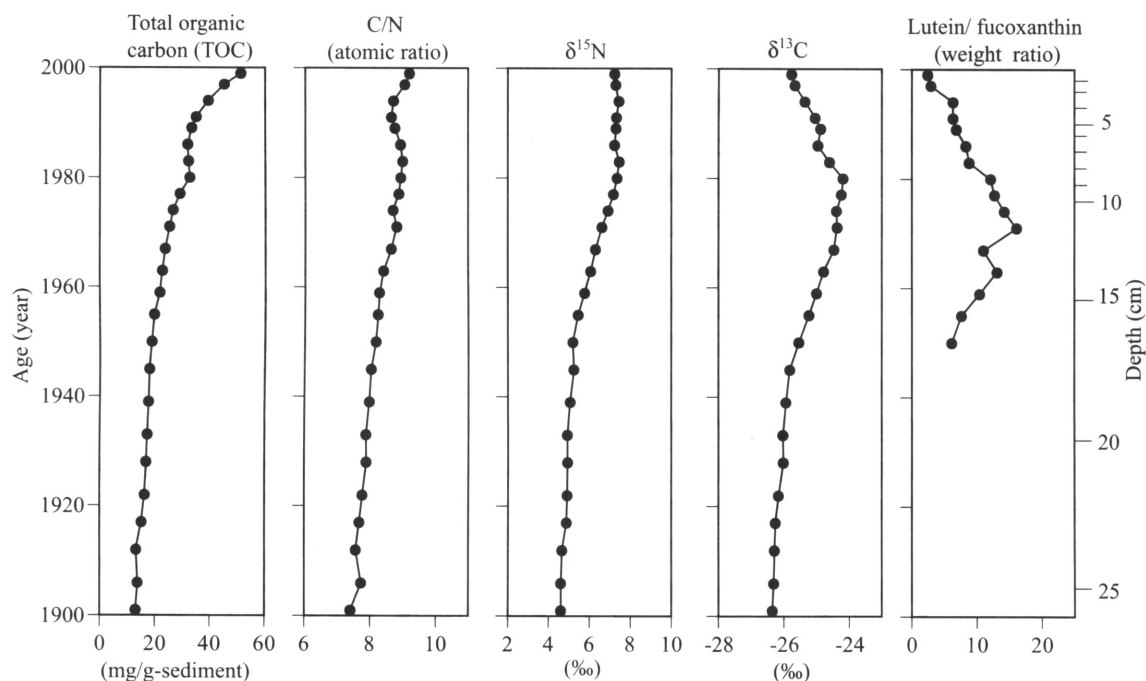 Total organic
carbon (TOC)
C/N
(atomic ratio)
δ15N
δ13C
Lutein/ fucoxanthin
(weight ratio)
2000
1980
1960
1940
1920
1900
Age (year)
0 20 40 60
(mg/g-sediment)
6 8 10
2 4 6 8 10
(‰)
-28 -26 -24
(‰)
0 10 20
5
10
15
20
25
Depth (cm)